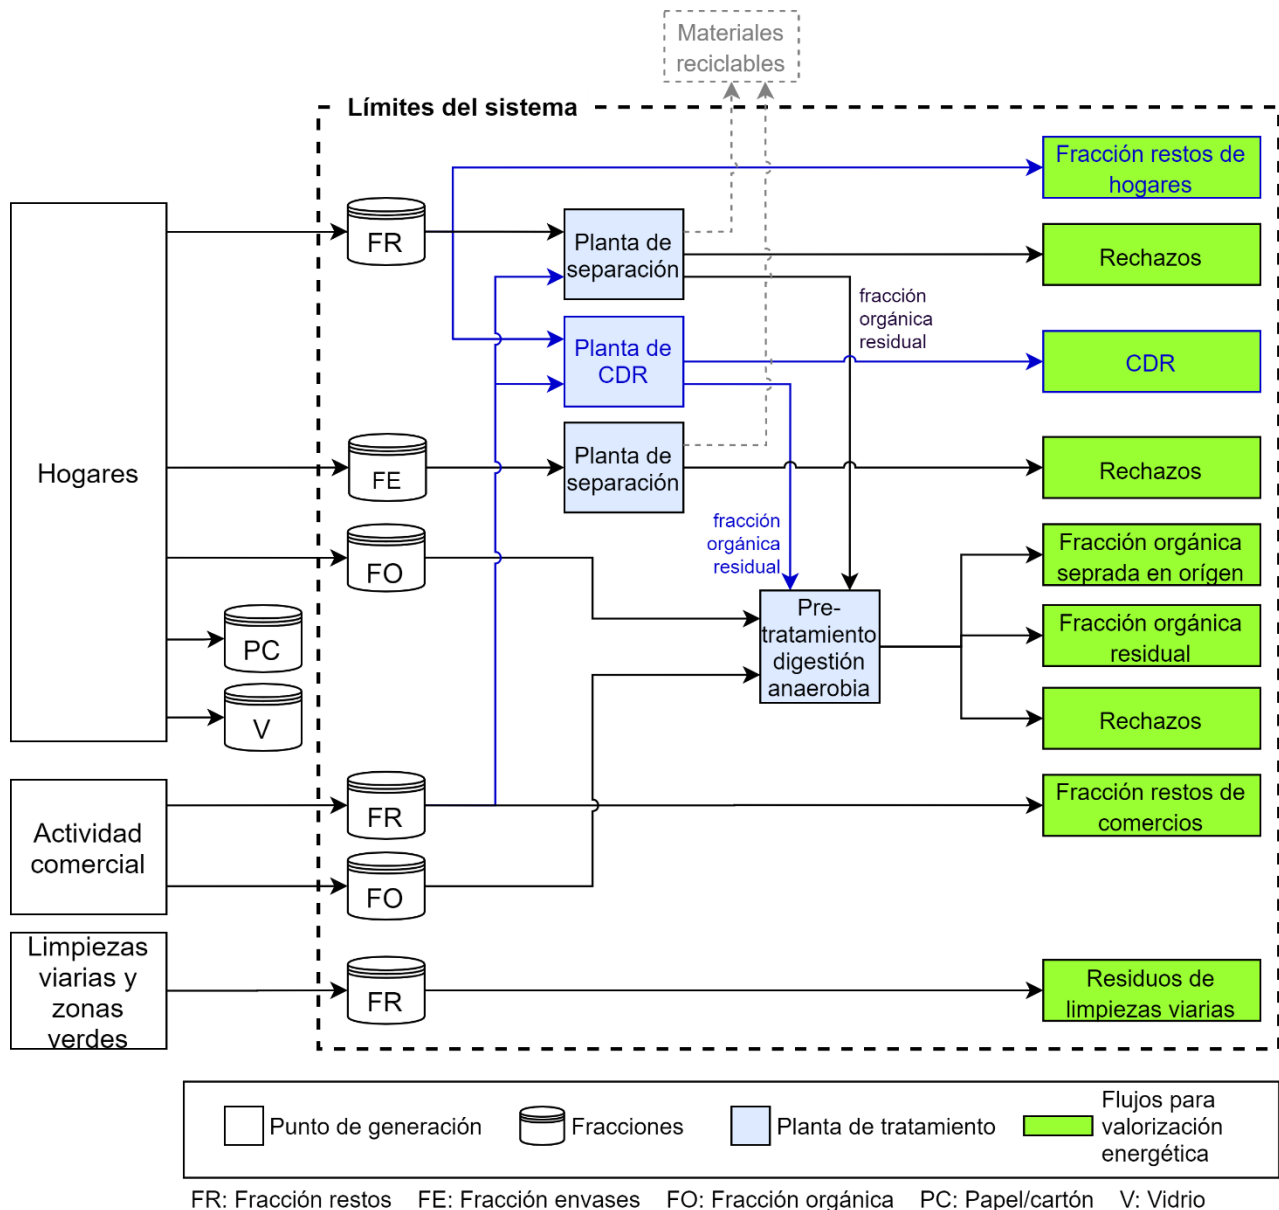 Materiales
reciclables
Límites del sistema
Fracción restos de
hogares
FR
Planta de
separación
Rechazos
fracción
orgánica
residual
Planta de
CDR
CDR
Hogares
FE
Planta de
separación
Rechazos
fracción
orgánica
residual
FO
Fracción orgánica
seprada en orígen
Pre-
tratamiento
digestión
anaerobia
PC
Fracción orgánica
residual
V
Rechazos
Actividad
comercial
FR
Fracción restos de
comercios
FO
Limpiezas
viarias y
zonas
verdes
FR
Residuos de
limpiezas viarias
Punto de generación
Fracciones
Planta de tratamiento
Flujos para
valorización
energética
FR: Fracción restos FE: Fracción envases FO: Fracción orgánica PC: Papel/cartón V: Vidrio